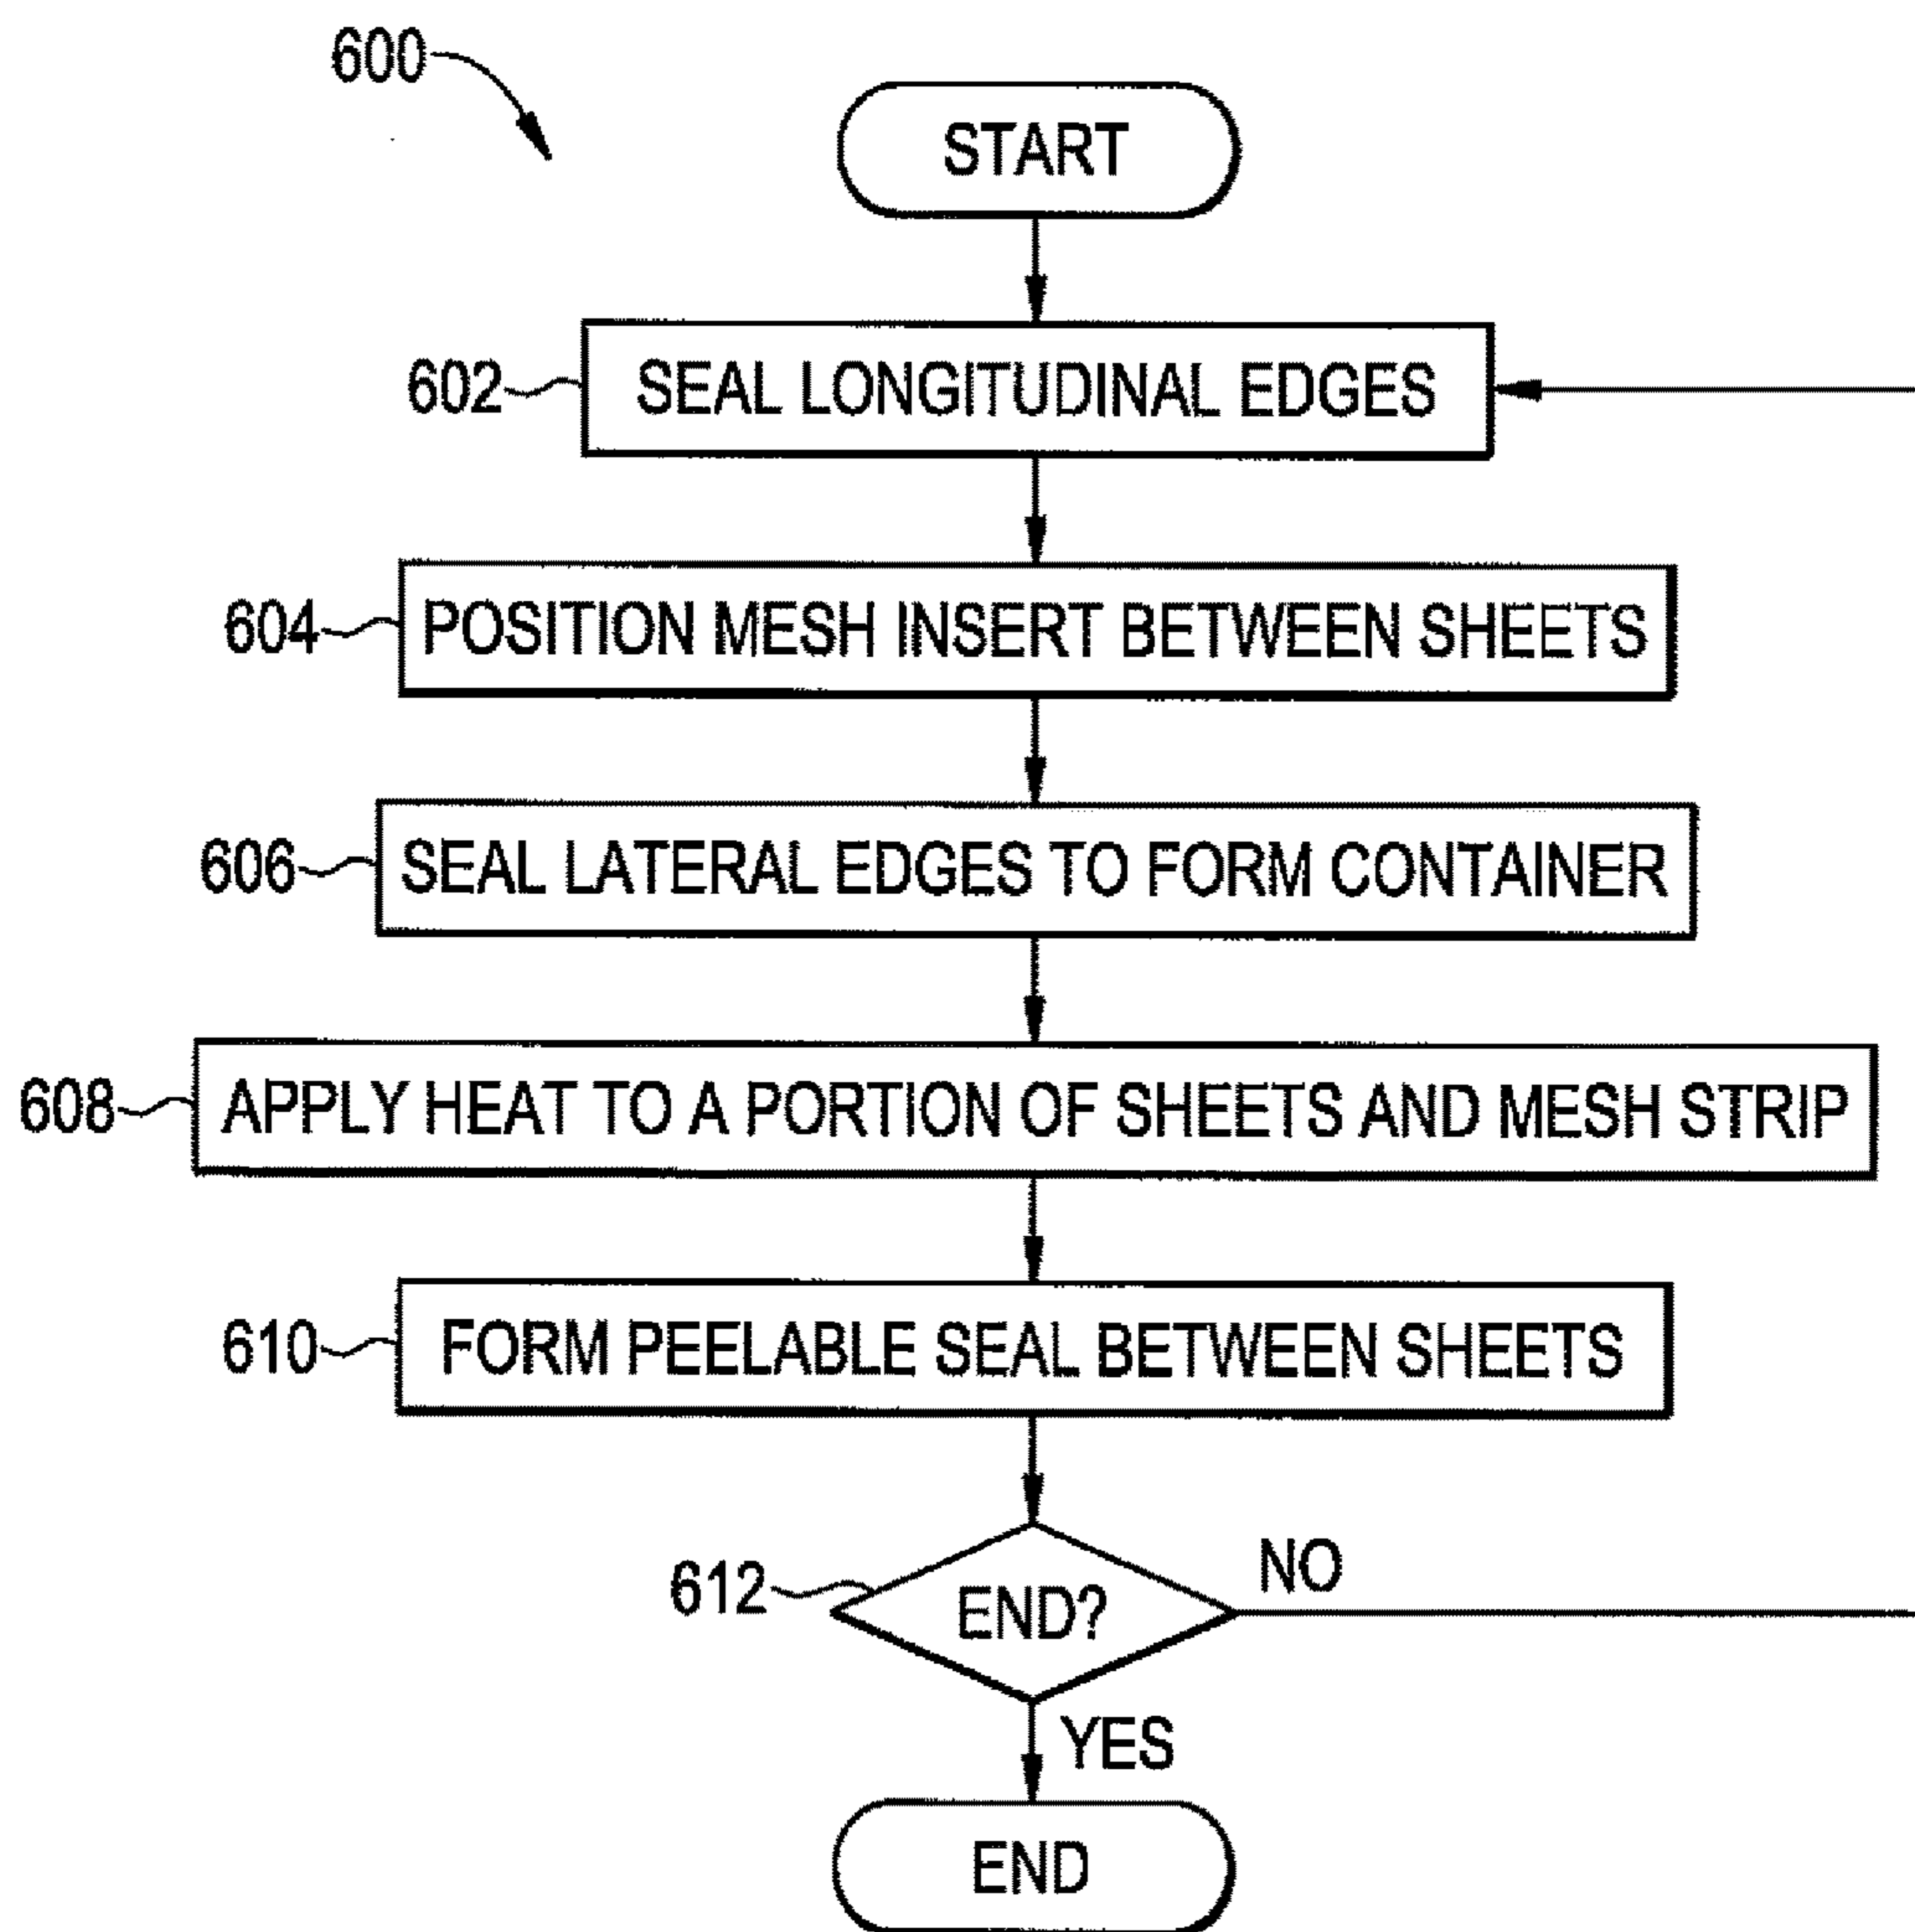 600
START
602 SEAL LONGITUDINAL EDGES
604 POSITION MESH INSERT BETWEEN SHEETS
606 SEAL LATERAL EDGES TO FORM CONTAINER
608 APPLY HEAT TO A PORTION OF SHEETS AND MESH STRIP
610 FORM PEELABLE SEAL BETWEEN SHEETS
612 END? NO
YES
END